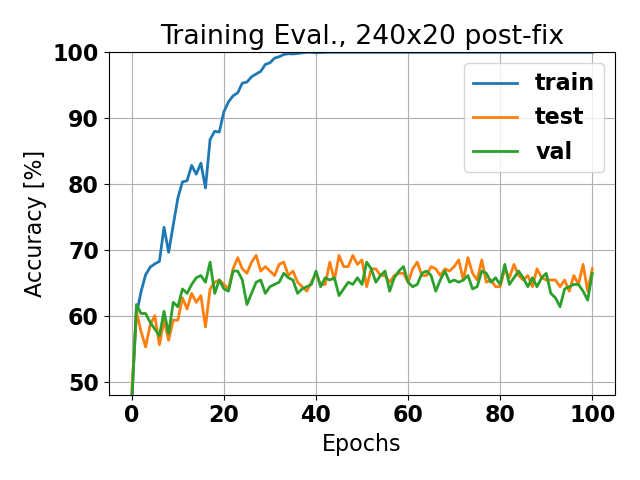 Training Eval., 240x20 post-fix
100
90
80
70
60
50
Accuracy [%]
train
test
val
0 20 40 60 80 100
Epochs